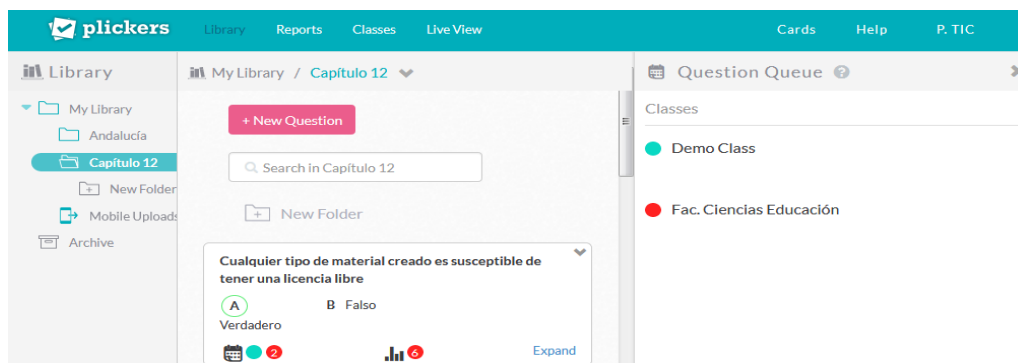 plickers Library Reports Classes Live View Cards Help P. TIC
Library
My Library
Andalucía
Capítulo 12
New Folder
Mobile Uploads
Archive
My Library / Capítulo 12
+ New Question
Search in Capítulo 12
New Folder
Cualquier tipo de material creado es susceptible de
tener una licencia libre
A B Falso
Verdadero
2 6 Expand
Question Queue ?
Classes
Demo Class
Fac. Ciencias Educación